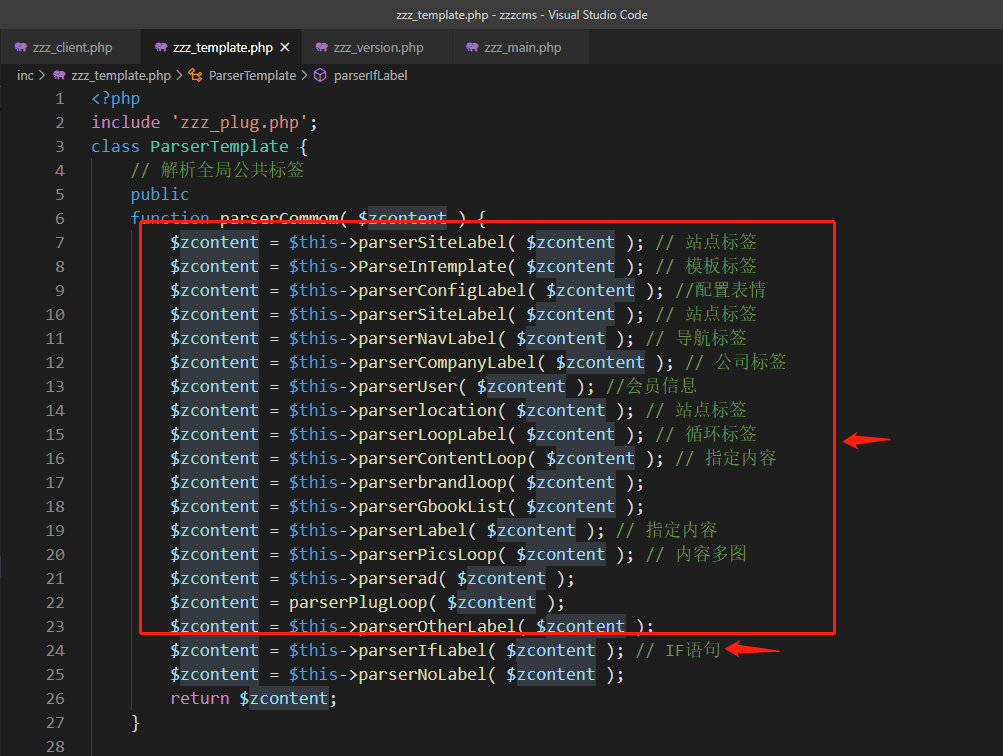 zzz_template.php - zzzcms - Visual Studio Code
zzz_client.php zzz_template.php zzz_version.php zzz_main.php
inc > zzz_template.php > ParserTemplate > parserIfLabel
1 <?php
2 include 'zzz_plug.php';
3 class ParserTemplate {
4 // 解析全局公共标签
5 public
6 function parserCommom( $zcontent ) {
7 $zcontent = $this->parserSiteLabel( $zcontent ); // 站点标签
8 $zcontent = $this->ParseInTemplate( $zcontent ); // 模板标签
9 $zcontent = $this->parserConfigLabel( $zcontent ); //配置表情
10 $zcontent = $this->parserSiteLabel( $zcontent ); // 站点标签
11 $zcontent = $this->parserNavLabel( $zcontent ); // 导航标签
12 $zcontent = $this->parserCompanyLabel( $zcontent ); // 公司标签
13 $zcontent = $this->parserUser( $zcontent ); //会员信息
14 $zcontent = $this->parserlocation( $zcontent ); // 站点标签
15 $zcontent = $this->parserLoopLabel( $zcontent ); // 循环标签
16 $zcontent = $this->parserContentLoop( $zcontent ); // 指定内容
17 $zcontent = $this->parserbrandloop( $zcontent );
18 $zcontent = $this->parserGbookList( $zcontent );
19 $zcontent = $this->parserLabel( $zcontent ); // 指定内容
20 $zcontent = $this->parserPicsLoop( $zcontent ); // 内容多图
21 $zcontent = $this->parserad( $zcontent );
22 $zcontent = parserPlugLoop( $zcontent );
23 $zcontent = $this->parserOtherLabel( $zcontent );
24 $zcontent = $this->parserIfLabel( $zcontent ); // IF语句
25 $zcontent = $this->parserNoLabel( $zcontent );
26 return $zcontent;
27 }
28